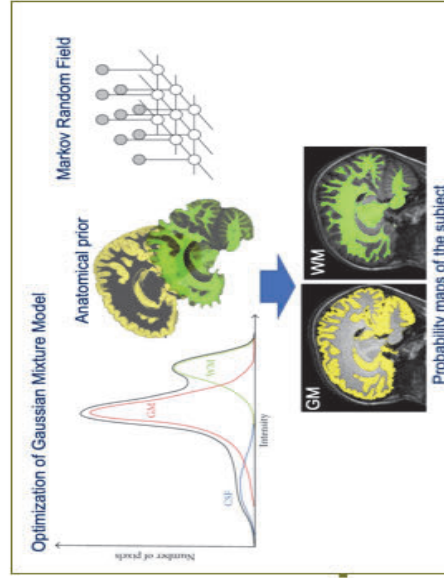 Optimization of Gaussian Mixture Model
Anatomical prior
Markov Random Field
Number of pixels
CSF
GM
WM
Intensity
GM
WM
Probability maps of the subject